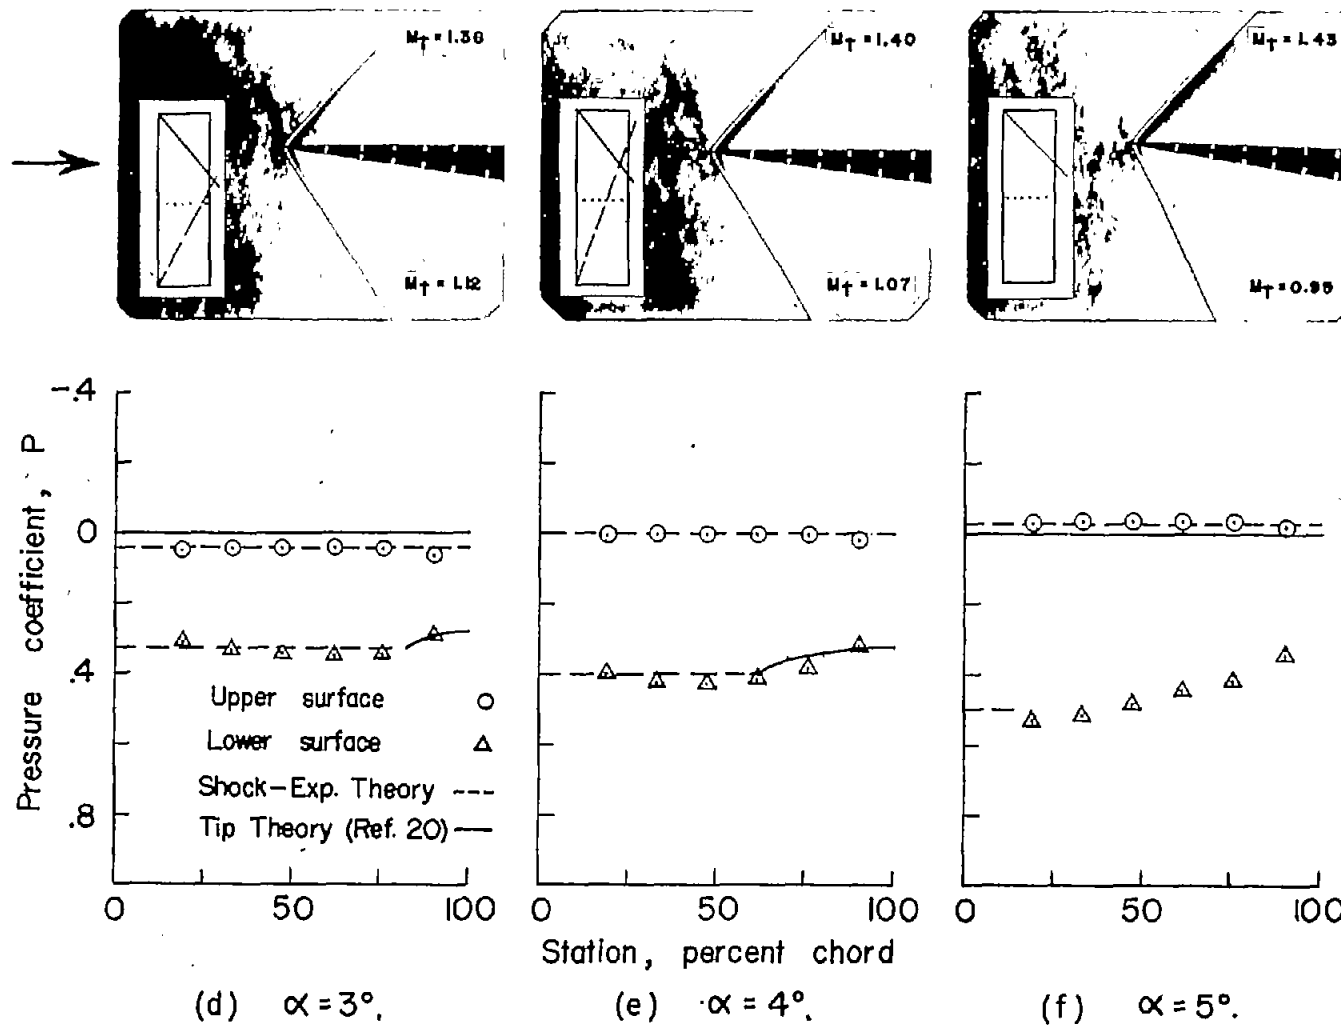 M_T = 1.38 M_T = 1.40 M_T = 1.43
M_T = 1.12 M_T = 1.07 M_T = 0.95
Pressure coefficient, P
-.4
0
.4
.8
Upper surface
Lower surface
Shock-Exp. Theory ---
Tip Theory (Ref. 20) —
0 50 100 0 50 100 0 50 100
Station, percent chord
(d) α = 3°. (e) α = 4°. (f) α = 5°.